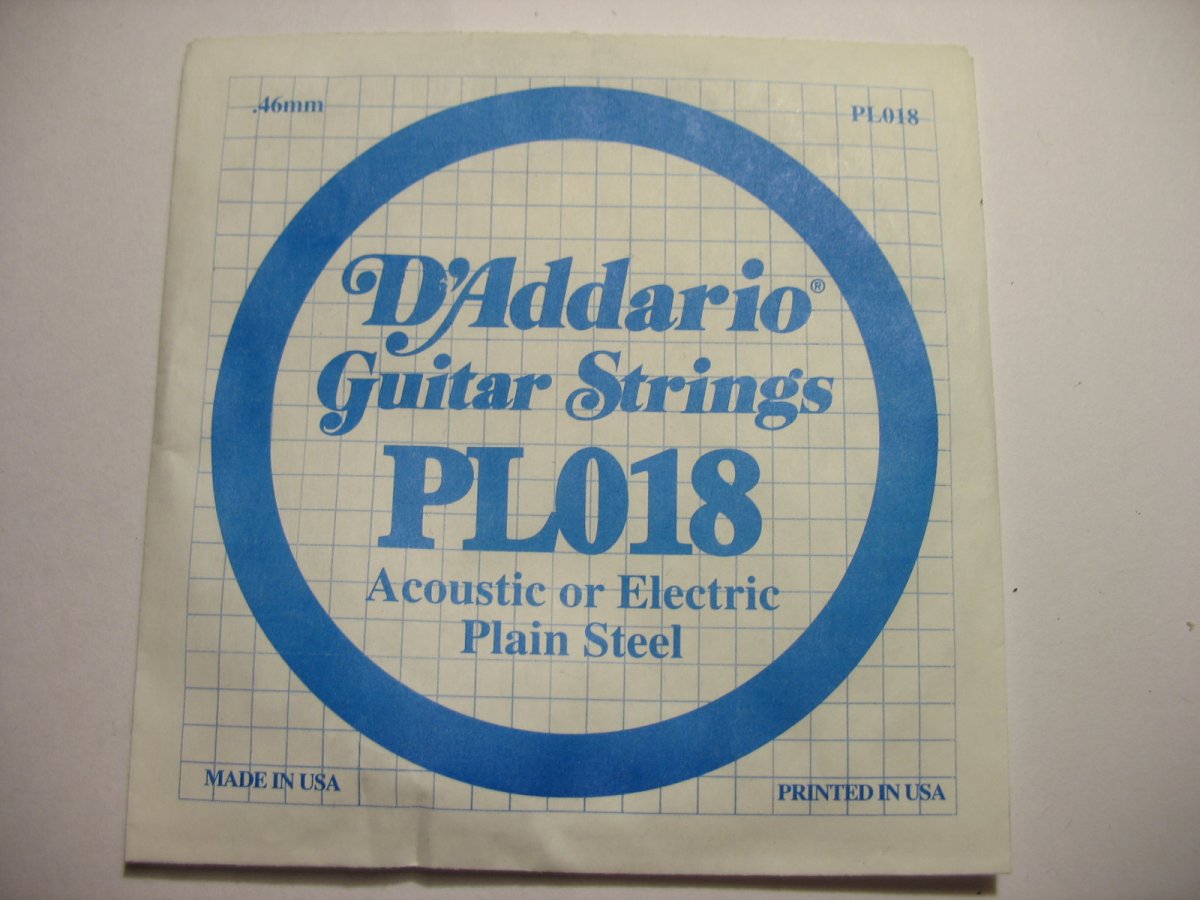 .46mm
PL018
D'Addario®
Guitar Strings
PL018
Acoustic or Electric
Plain Steel
MADE IN USA
PRINTED IN USA